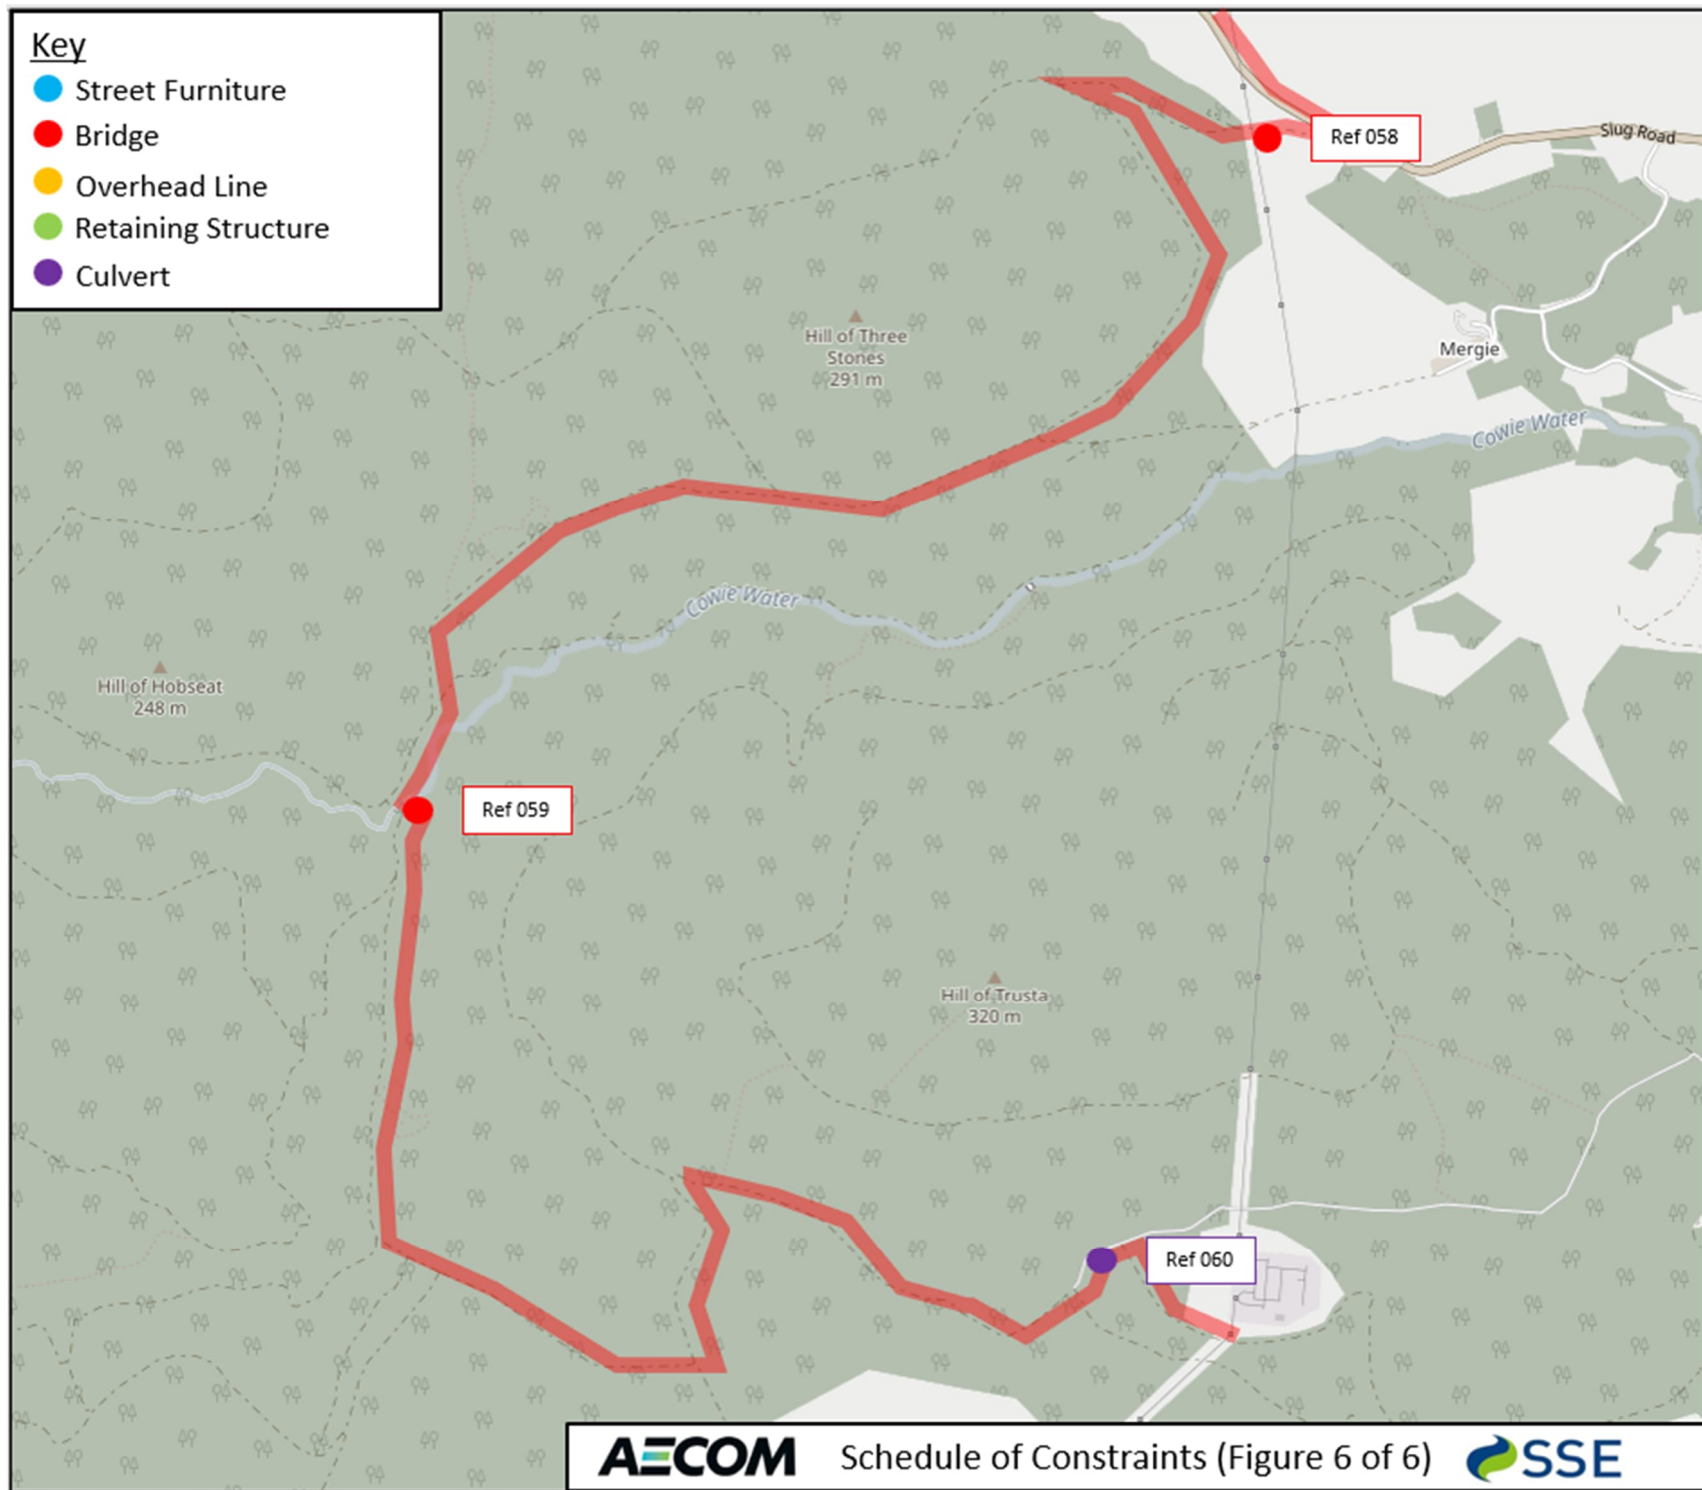 Key
Street Furniture
Bridge
Overhead Line
Retaining Structure
Culvert
Ref 058
Slug Road
Hill of Three
Stones
291 m
Mergie
Cowie Water
Cowie Water
Hill of Hobseat
248 m
Ref 059
Hill of Trusta
320 m
Ref 060
AECOM
Schedule of Constraints (Figure 6 of 6)
SSE